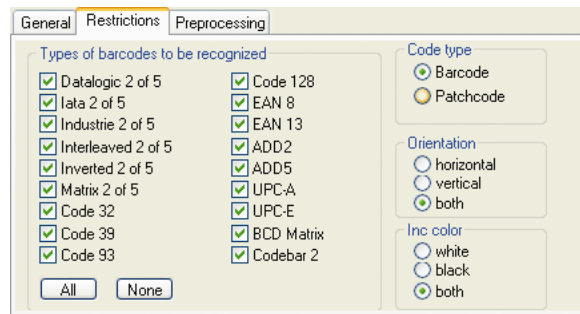 General Restrictions Preprocessing
Types of barcodes to be recognized
Datalogic 2 of 5
Iata 2 of 5
Industrie 2 of 5
Interleaved 2 of 5
Inverted 2 of 5
Matrix 2 of 5
Code 32
Code 39
Code 93
Code 128
EAN 8
EAN 13
ADD2
ADD5
UPC-A
UPC-E
BCD Matrix
Codebar 2
All None
Code type
Barcode
Patchcode
Orientation
horizontal
vertical
both
Inc color
white
black
both